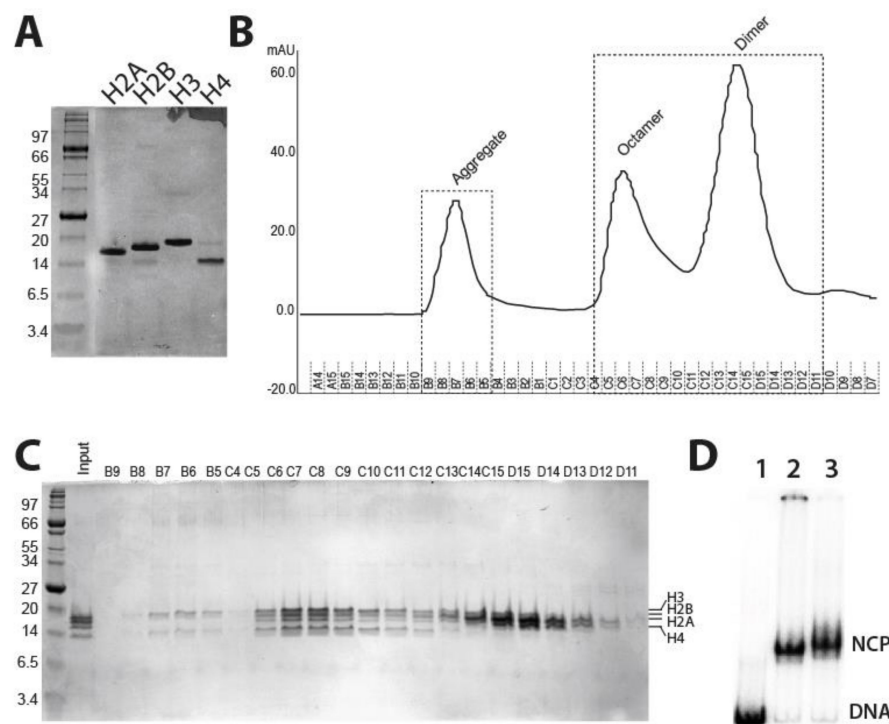 A
H2A H2B H3 H4
97
66
55
34
27
20
14
6.5
3.4
B
mAU
60.0
40.0
20.0
0.0
-20.0
Aggregate
Octamer
Dimer
A14 A15 B15 B14 B13 B12 B11 B10 B9 B8 B7 B6 B5 B4 B3 B2 B1 C1 C2 C3 C4 C5 C6 C7 C8 C9 C10 C11 C12 C13 C14 C15 D15 D14 D13 D12 D11 D10 D9 D8 D7
C
Input B9 B8 B7 B6 B5 C4 C5 C6 C7 C8 C9 C10 C11 C12 C13 C14 C15 D15 D14 D13 D12 D11
97
66
55
34
27
20
14
6.5
3.4
H3
H2B
H2A
H4
D
1 2 3
NCP
DNA